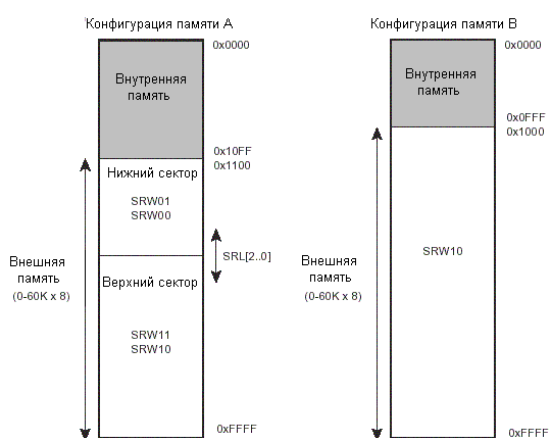 Конфигурация памяти A
0x0000
Внутренняя
память
0x10FF
0x1100
Нижний сектор
SRW01
SRW00
SRL[2..0]
Внешняя
память
(0-60K x 8)
Верхний сектор
SRW11
SRW10
0xFFFF
Конфигурация памяти B
0x0000
Внутренняя
память
0x0FFF
0x1000
SRW10
Внешняя
память
(0-60K x 8)
0xFFFF